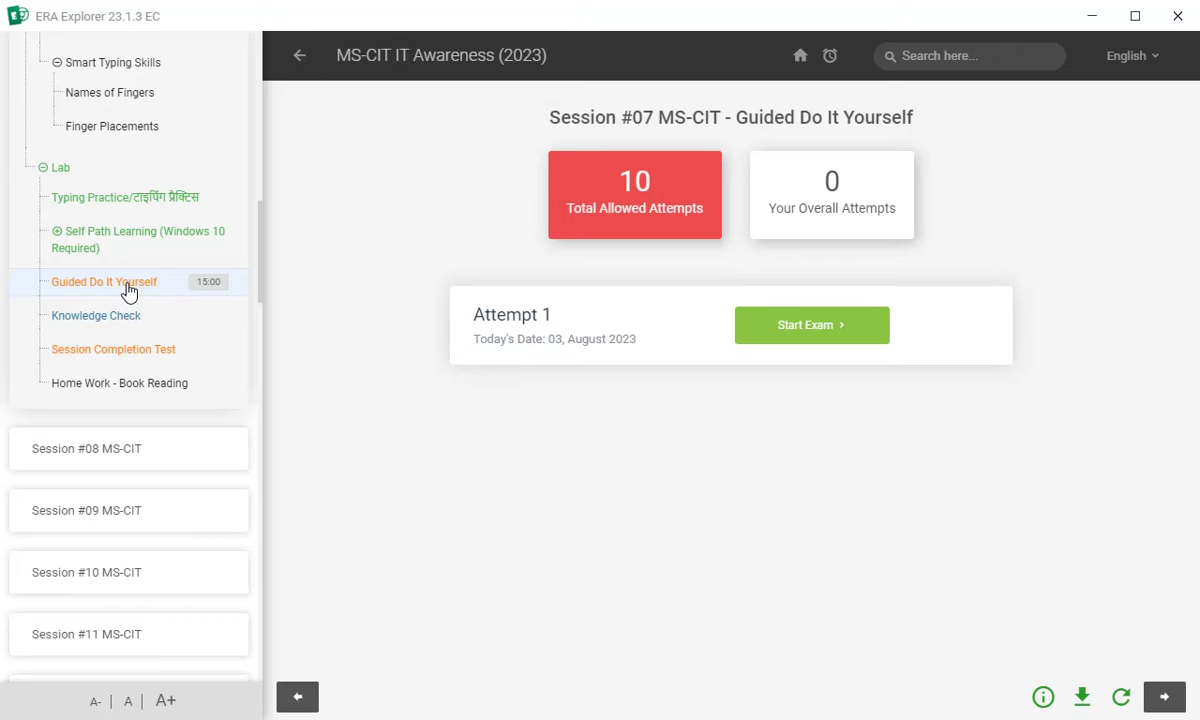 ERA Explorer 23.1.3 EC
MS-CIT IT Awareness (2023)
Search here...
English
Smart Typing Skills
Names of Fingers
Finger Placements
Lab
Typing Practice/टाइपिंग प्रैक्टिस
Self Path Learning (Windows 10
Required)
Guided Do It Yourself
15:00
Knowledge Check
Session Completion Test
Home Work - Book Reading
Session #08 MS-CIT
Session #09 MS-CIT
Session #10 MS-CIT
Session #11 MS-CIT
A- | A | A+
Session #07 MS-CIT - Guided Do It Yourself
10
Total Allowed Attempts
0
Your Overall Attempts
Attempt 1
Today's Date: 03, August 2023
Start Exam